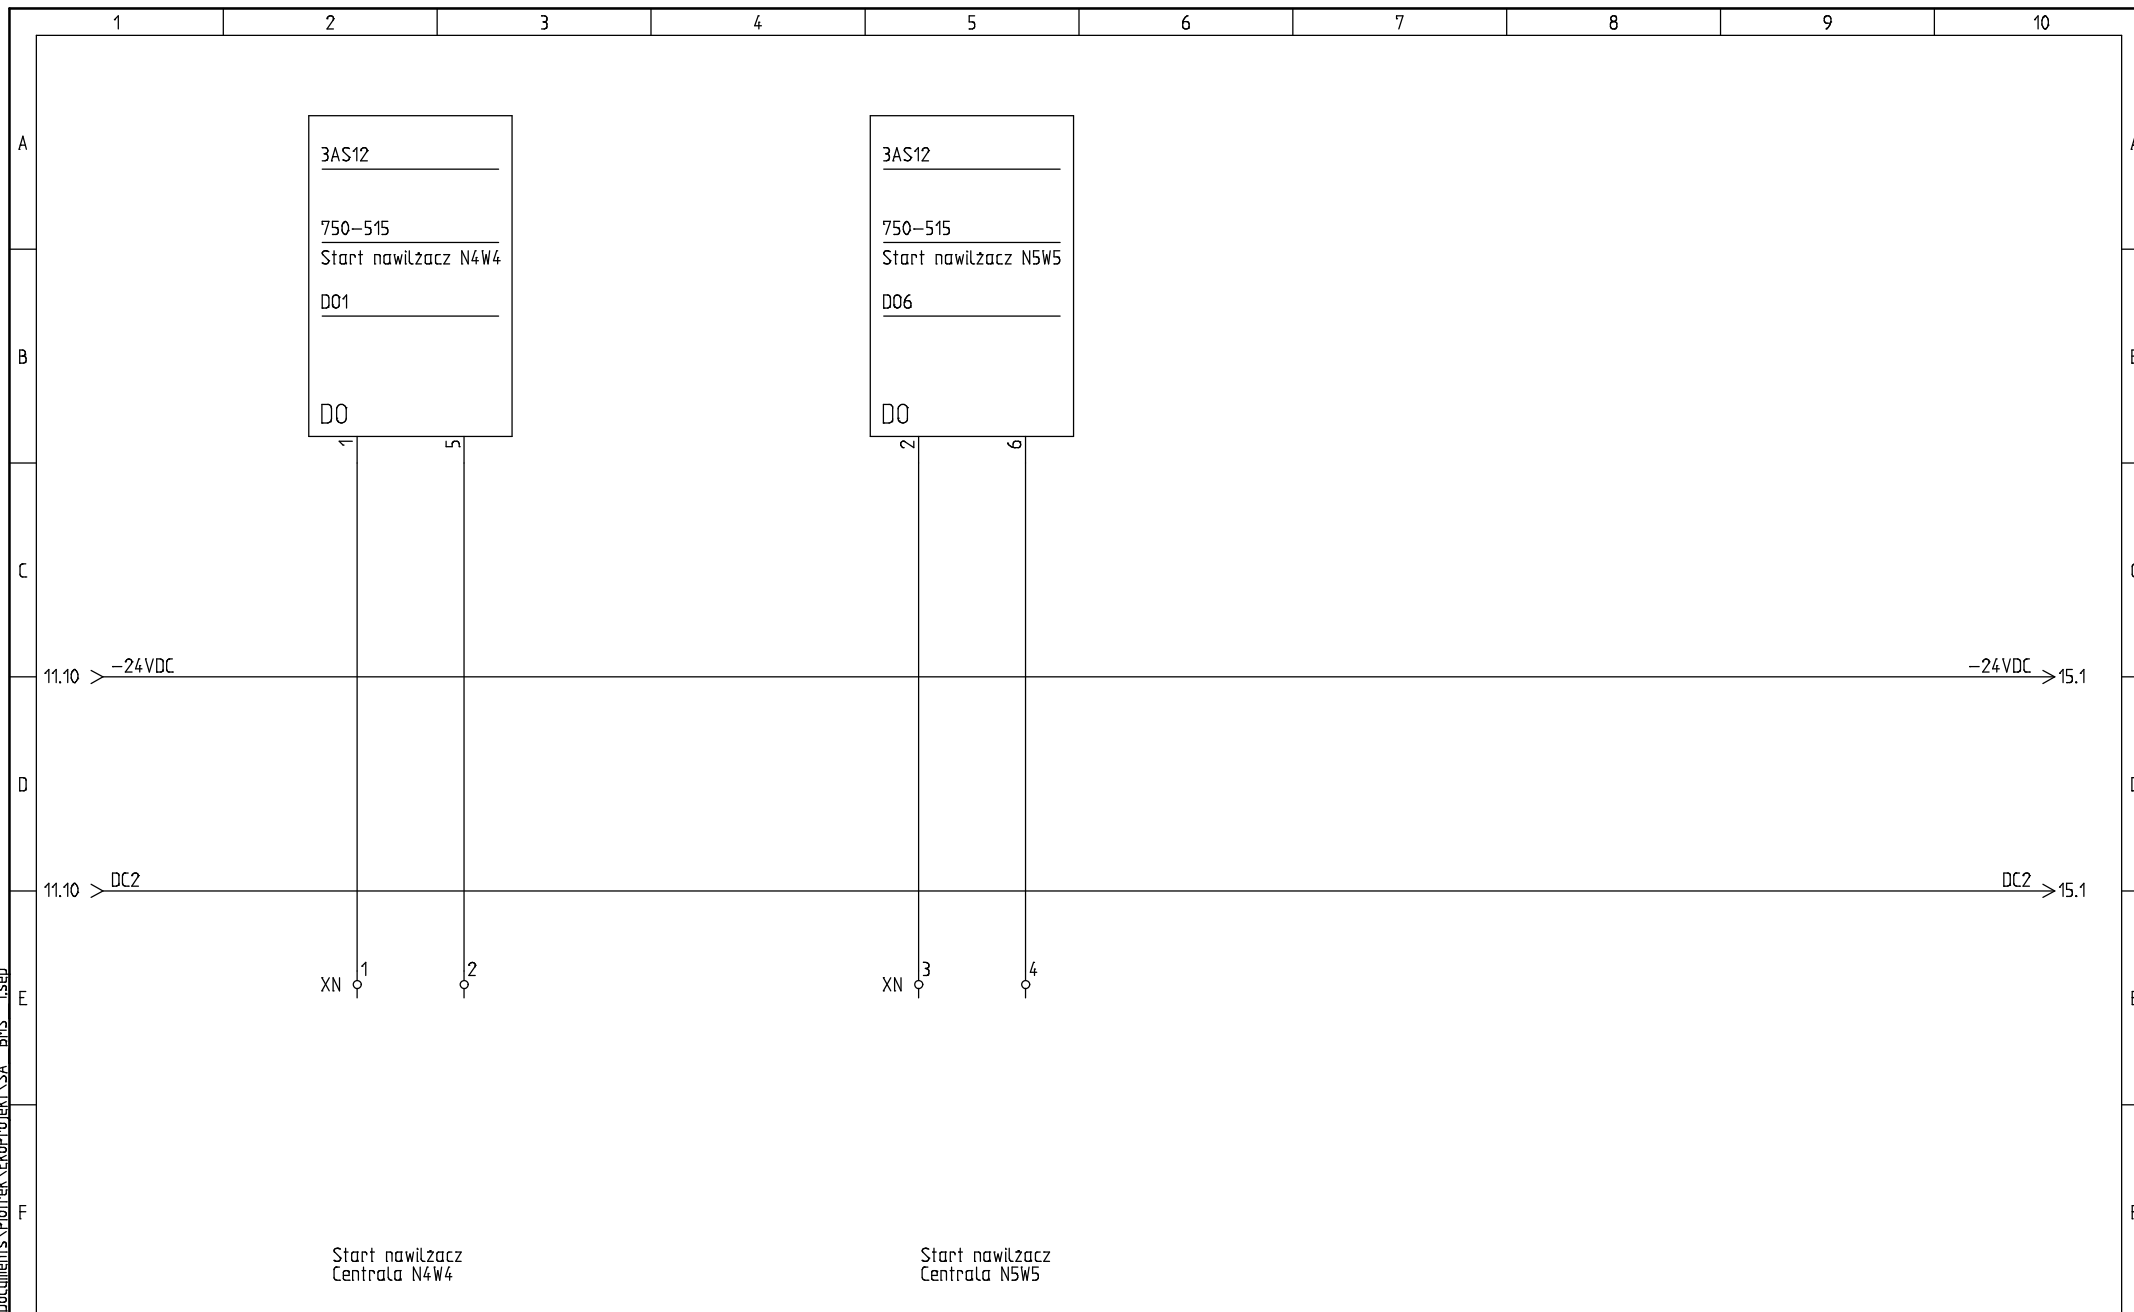 1 2 3 4 5 6 7 8 9 10
A
3AS12
3AS12
750-515
750-515
Start nawilżacz N4W4
Start nawilżacz N5W5
DO1
DO6
B
DO
DO
1 5
2 6
C
11.10 -24VDC
-24VDC 15.1
D
11.10 DC2
DC2 15.1
1 2
3 4
XN
XN
E
F
Start nawilżacz
Centrala N4W4
Start nawilżacz
Centrala N5W5